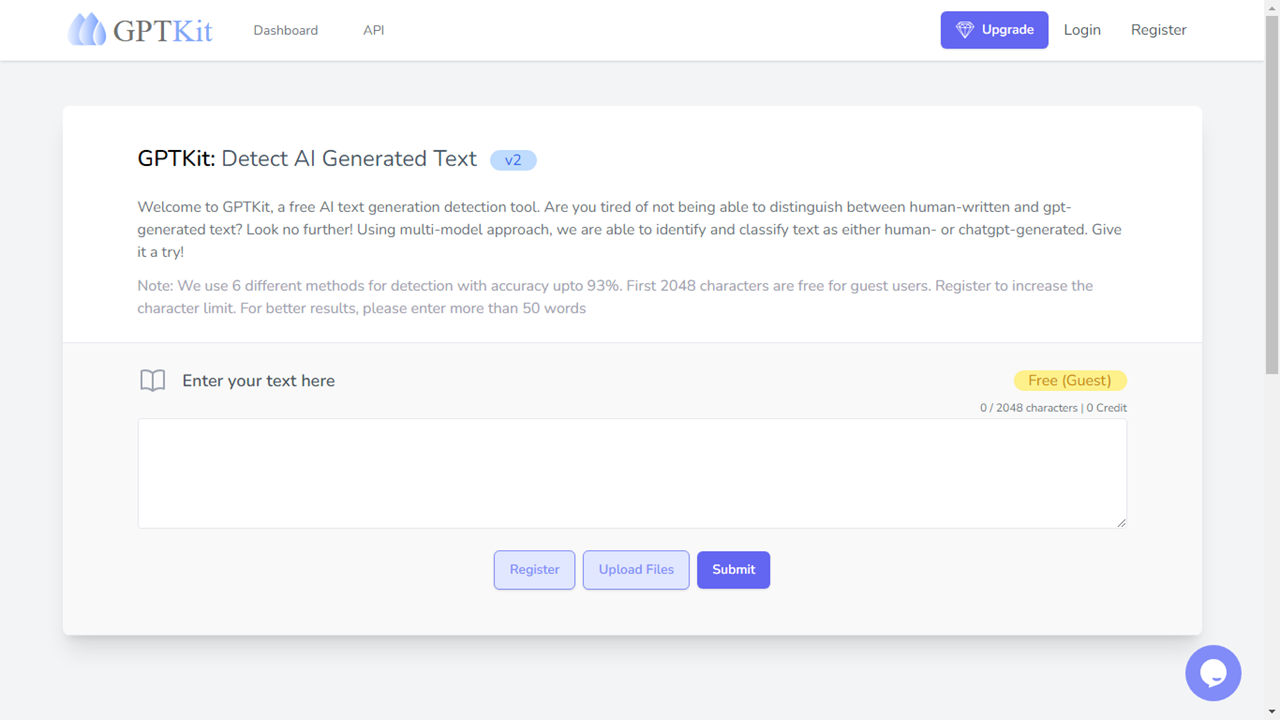 GPTKit
Dashboard
API
Upgrade
Login
Register
GPTKit: Detect AI Generated Text v2
Welcome to GPTKit, a free AI text generation detection tool. Are you tired of not being able to distinguish between human-written and gpt-
generated text? Look no further! Using multi-model approach, we are able to identify and classify text as either human- or chatgpt-generated. Give
it a try!
Note: We use 6 different methods for detection with accuracy upto 93%. First 2048 characters are free for guest users. Register to increase the
character limit. For better results, please enter more than 50 words
Enter your text here
Free (Guest)
0 / 2048 characters | 0 Credit
Register
Upload Files
Submit